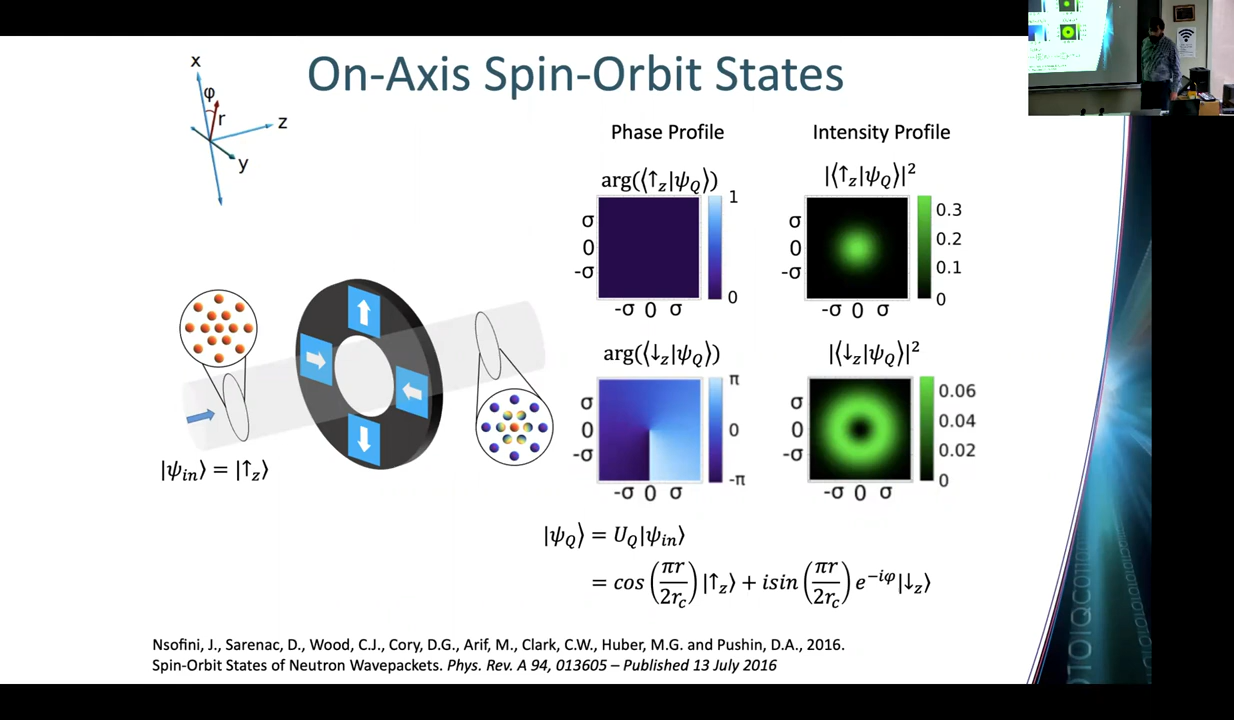 On-Axis Spin-Orbit States
x
φ
r
z
y
Phase Profile
Intensity Profile
arg(⟨↑z|ψQ⟩)
|⟨↑z|ψQ⟩|²
σ
0
-σ
1
0
-σ 0 σ
σ
0
-σ
0.3
0.2
0.1
0
-σ 0 σ
arg(⟨↓z|ψQ⟩)
|⟨↓z|ψQ⟩|²
σ
0
-σ
π
0
-π
-σ 0 σ
σ
0
-σ
0.06
0.04
0.02
0
-σ 0 σ
|ψin⟩ = |↑z⟩
|ψQ⟩ = UQ|ψin⟩
= cos(πr/2rc)|↑z⟩ + isin(πr/2rc)e^{-iφ}|↓z⟩
Nsofini, J., Sarenac, D., Wood, C.J., Cory, D.G., Arif, M., Clark, C.W., Huber, M.G. and Pushin, D.A., 2016.
Spin-Orbit States of Neutron Wavepackets. Phys. Rev. A 94, 013605 – Published 13 July 2016